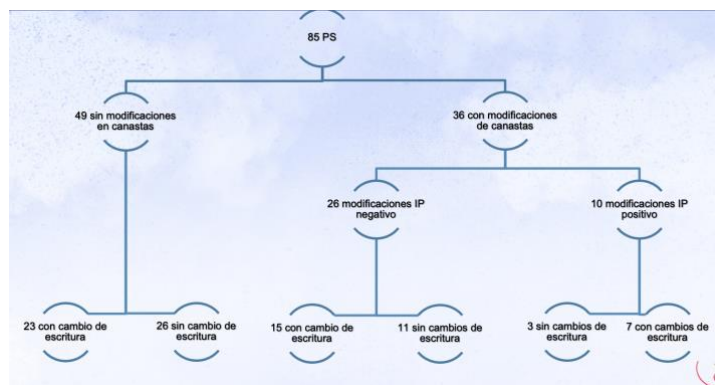 85 PS
49 sin modificaciones
en canastas
36 con modificaciones
de canastas
26 modificaciones IP
negativo
10 modificaciones IP
positivo
23 con cambio de
escritura
26 sin cambio de
escritura
15 con cambio de
escritura
11 sin cambios de
escritura
3 sin cambios de
escritura
7 con cambios de
escritura